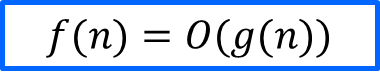 f(n) = O(g(n))